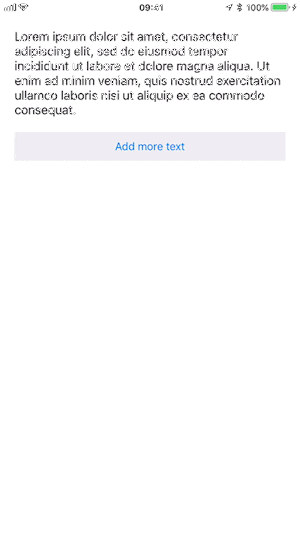 09:41
100%
Lorem ipsum dolor sit amet, consectetur
adipiscing elit, sed do eiusmod tempor
incididunt ut labore et dolore magna aliqua. Ut
enim ad minim veniam, quis nostrud exercitation
ullamco laboris nisi ut aliquip ex ea commodo
consequat.
Add more text